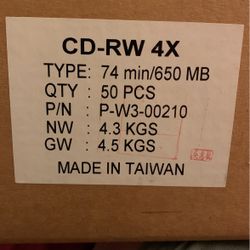 CD-RW 4X
TYPE: 74 min/650 MB
QTY : 50 PCS
P/N : P-W3-00210
NW : 4.3 KGS
GW : 4.5 KGS
MADE IN TAIWAN